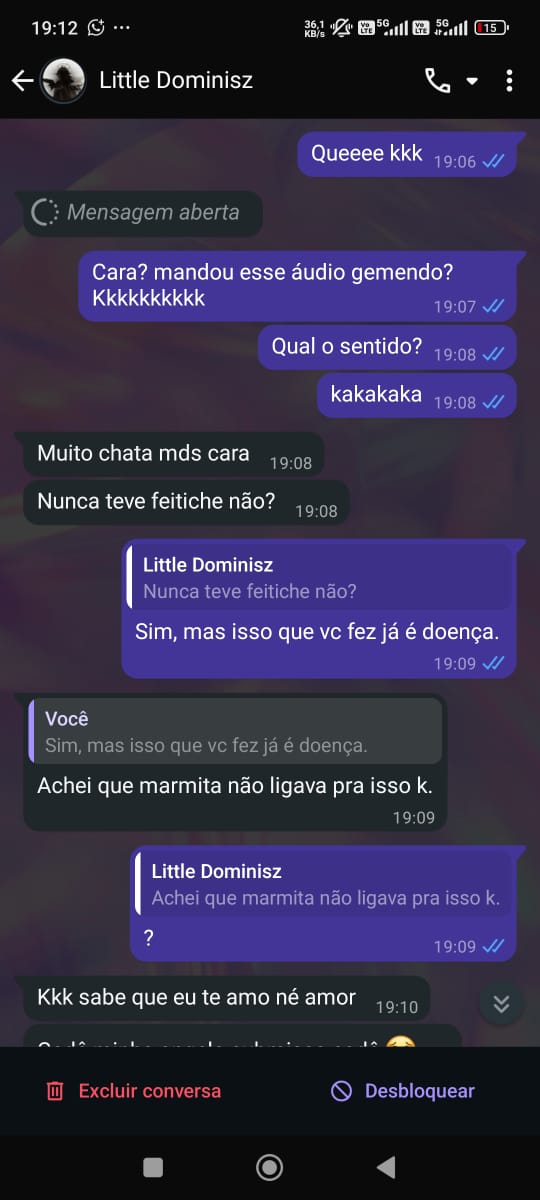 19:12 ...
36,1 KB/s Vo LTE 5G Vo LTE 5G 15
Little Dominisz
Queeee kkk 19:06
Mensagem aberta
Cara? mandou esse áudio gemendo?
Kkkkkkkkkk 19:07
Qual o sentido? 19:08
kakakaka 19:08
Muito chata mds cara 19:08
Nunca teve feitiche não? 19:08
Little Dominisz
Nunca teve feitiche não?
Sim, mas isso que vc fez já é doença.
19:09
Você
Sim, mas isso que vc fez já é doença.
Achei que marmita não ligava pra isso k.
19:09
Little Dominisz
Achei que marmita não ligava pra isso k.
? 19:09
Kkk sabe que eu te amo né amor 19:10
Excluir conversa
Desbloquear